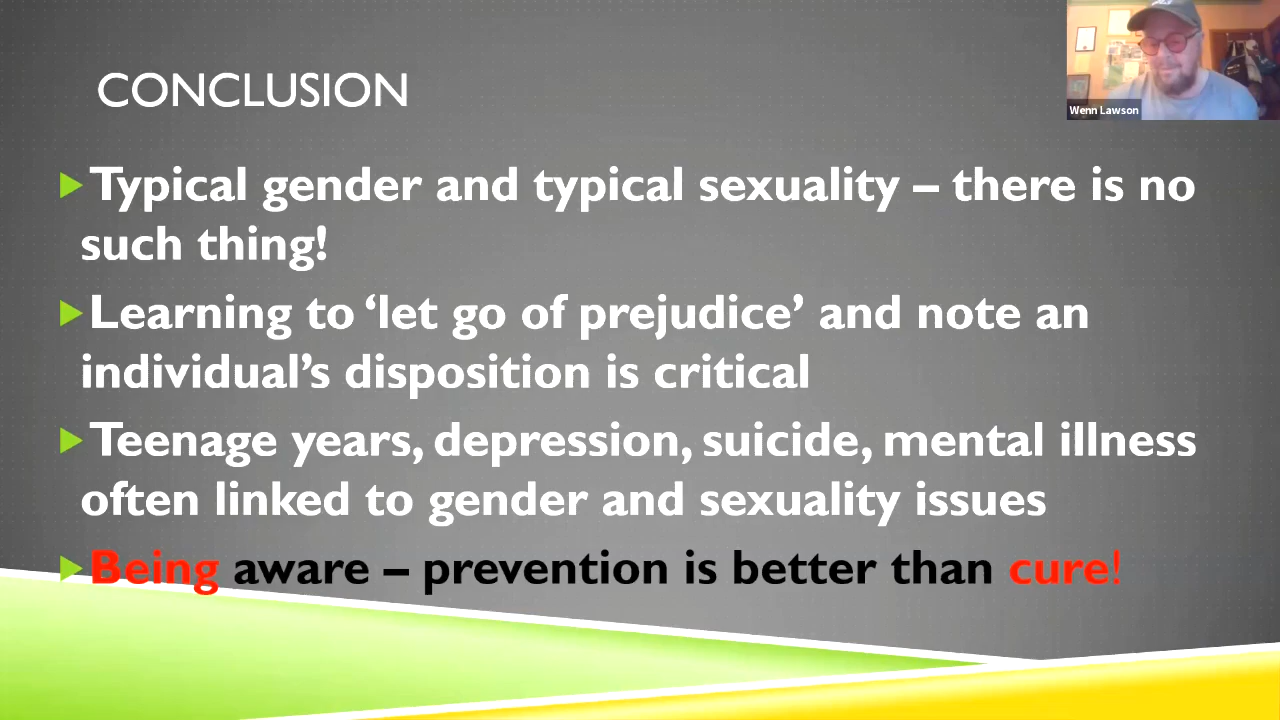 CONCLUSION
Wenn Lawson
Typical gender and typical sexuality – there is no
such thing!
Learning to ‘let go of prejudice’ and note an
individual’s disposition is critical
Teenage years, depression, suicide, mental illness
often linked to gender and sexuality issues
Being aware – prevention is better than cure!